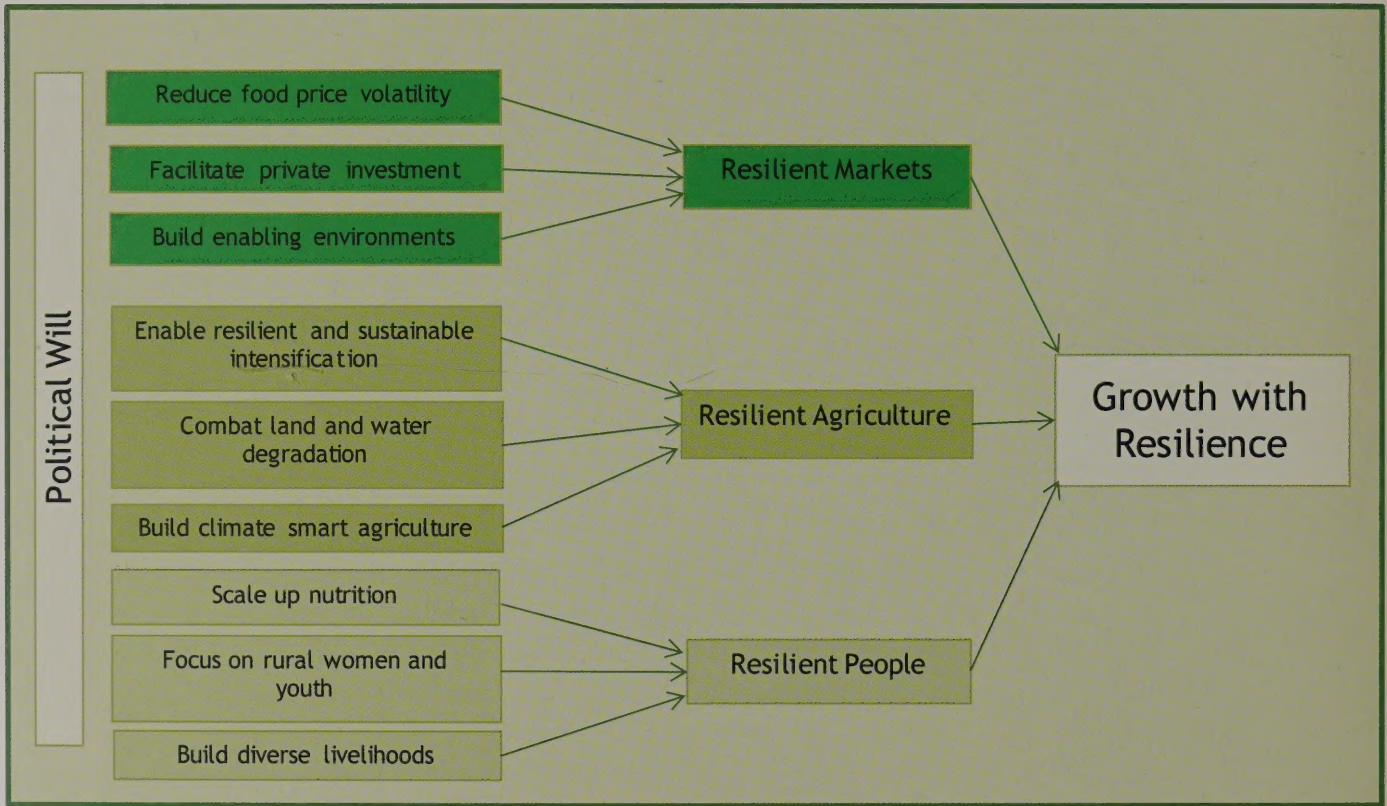 Political Will
Reduce food price volatility
Facilitate private investment
Build enabling environments
Enable resilient and sustainable
intensification
Combat land and water
degradation
Build climate smart agriculture
Scale up nutrition
Focus on rural women and
youth
Build diverse livelihoods
Resilient Markets
Resilient Agriculture
Resilient People
Growth with
Resilience